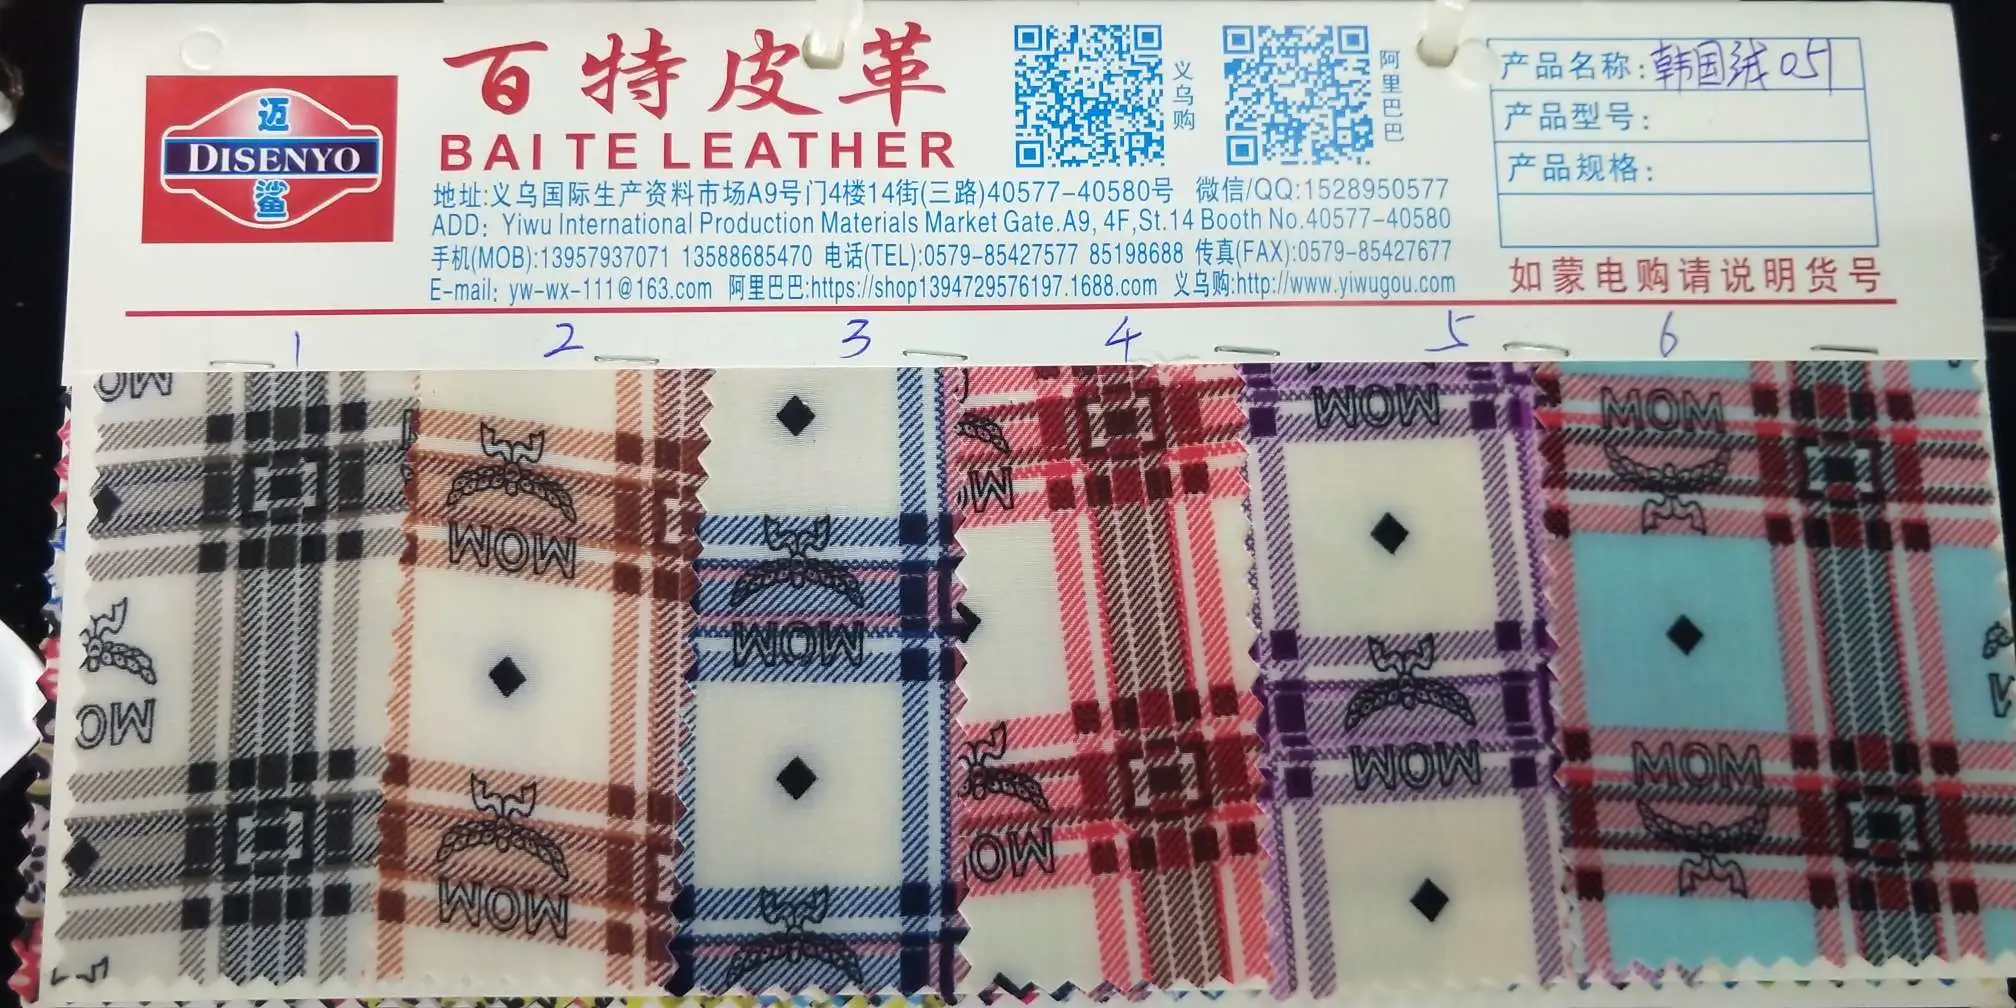 迈
DISENYO
鲨
百特皮革
BAI TE LEATHER
义乌购
阿里巴巴
地址:义乌国际生产资料市场A9号门4楼14街(三路)40577-40580号 微信/QQ:1528950577
ADD: Yiwu International Production Materials Market Gate.A9, 4F,St.14 Booth No.40577-40580
手机(MOB):13957937071 13588685470 电话(TEL):0579-85427577 85198688 传真(FAX):0579-85427677
E-mail: yw-wx-111@163.com 阿里巴巴:https://shop1394729576197.1688.com 义乌购:http://www.yiwugou.com
产品名称:韩国绒051
产品型号:
产品规格:
如蒙电购请说明货号
1 2 3 4 5 6
MOM
MOM
MOM
MOM
MOM
MOM
MOM